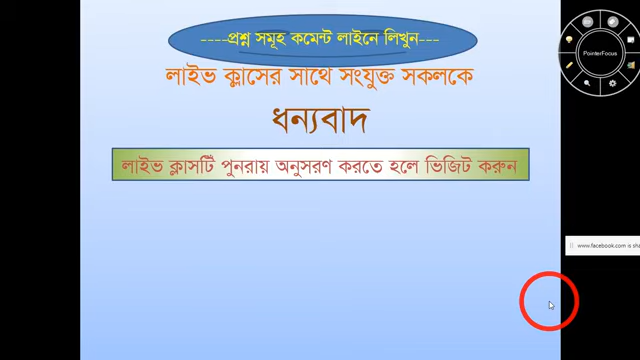 ----প্রশ্ন সমূহ কমেন্ট লাইনে লিখুন---
লাইভ ক্লাসের সাথে সংযুক্ত সকলকে
ধন্যবাদ
লাইভ ক্লাসটি পুনরায় অনুসরণ করতে হলে ভিজিট করুন
PointerFocus
www.facebook.com is sha